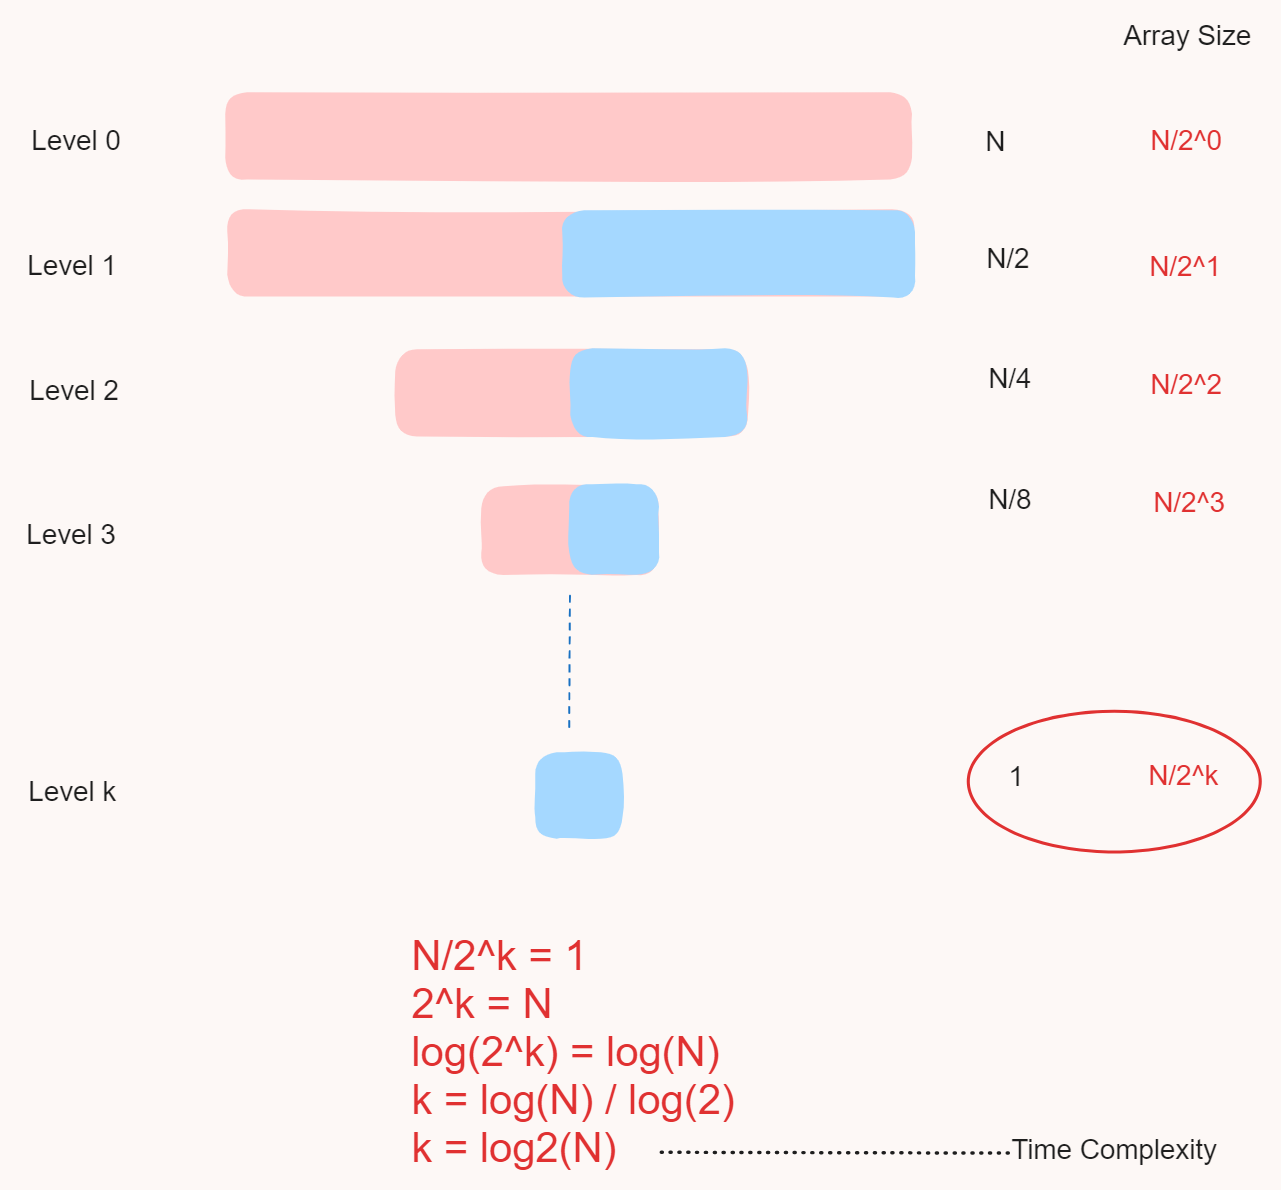 Array Size
Level 0 N N/2^0
Level 1 N/2 N/2^1
Level 2 N/4 N/2^2
Level 3 N/8 N/2^3
Level k 1 N/2^k
N/2^k = 1
2^k = N
log(2^k) = log(N)
k = log(N) / log(2)
k = log2(N) Time Complexity